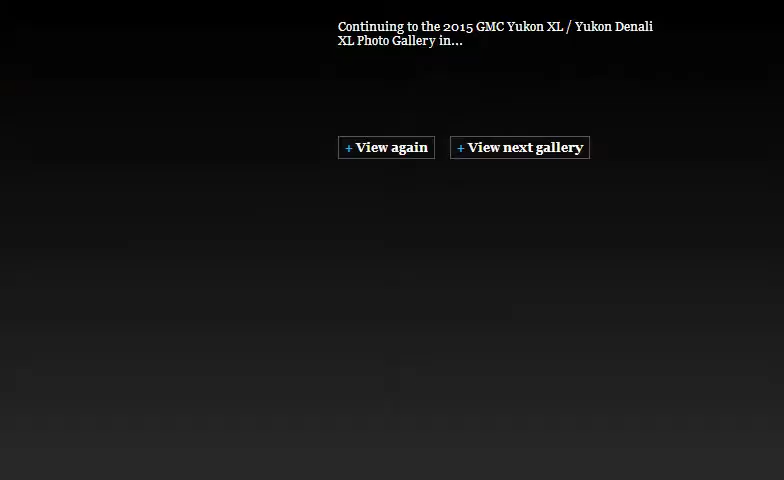 Continuing to the 2015 GMC Yukon XL / Yukon Denali
XL Photo Gallery in...
+ View again
+ View next gallery